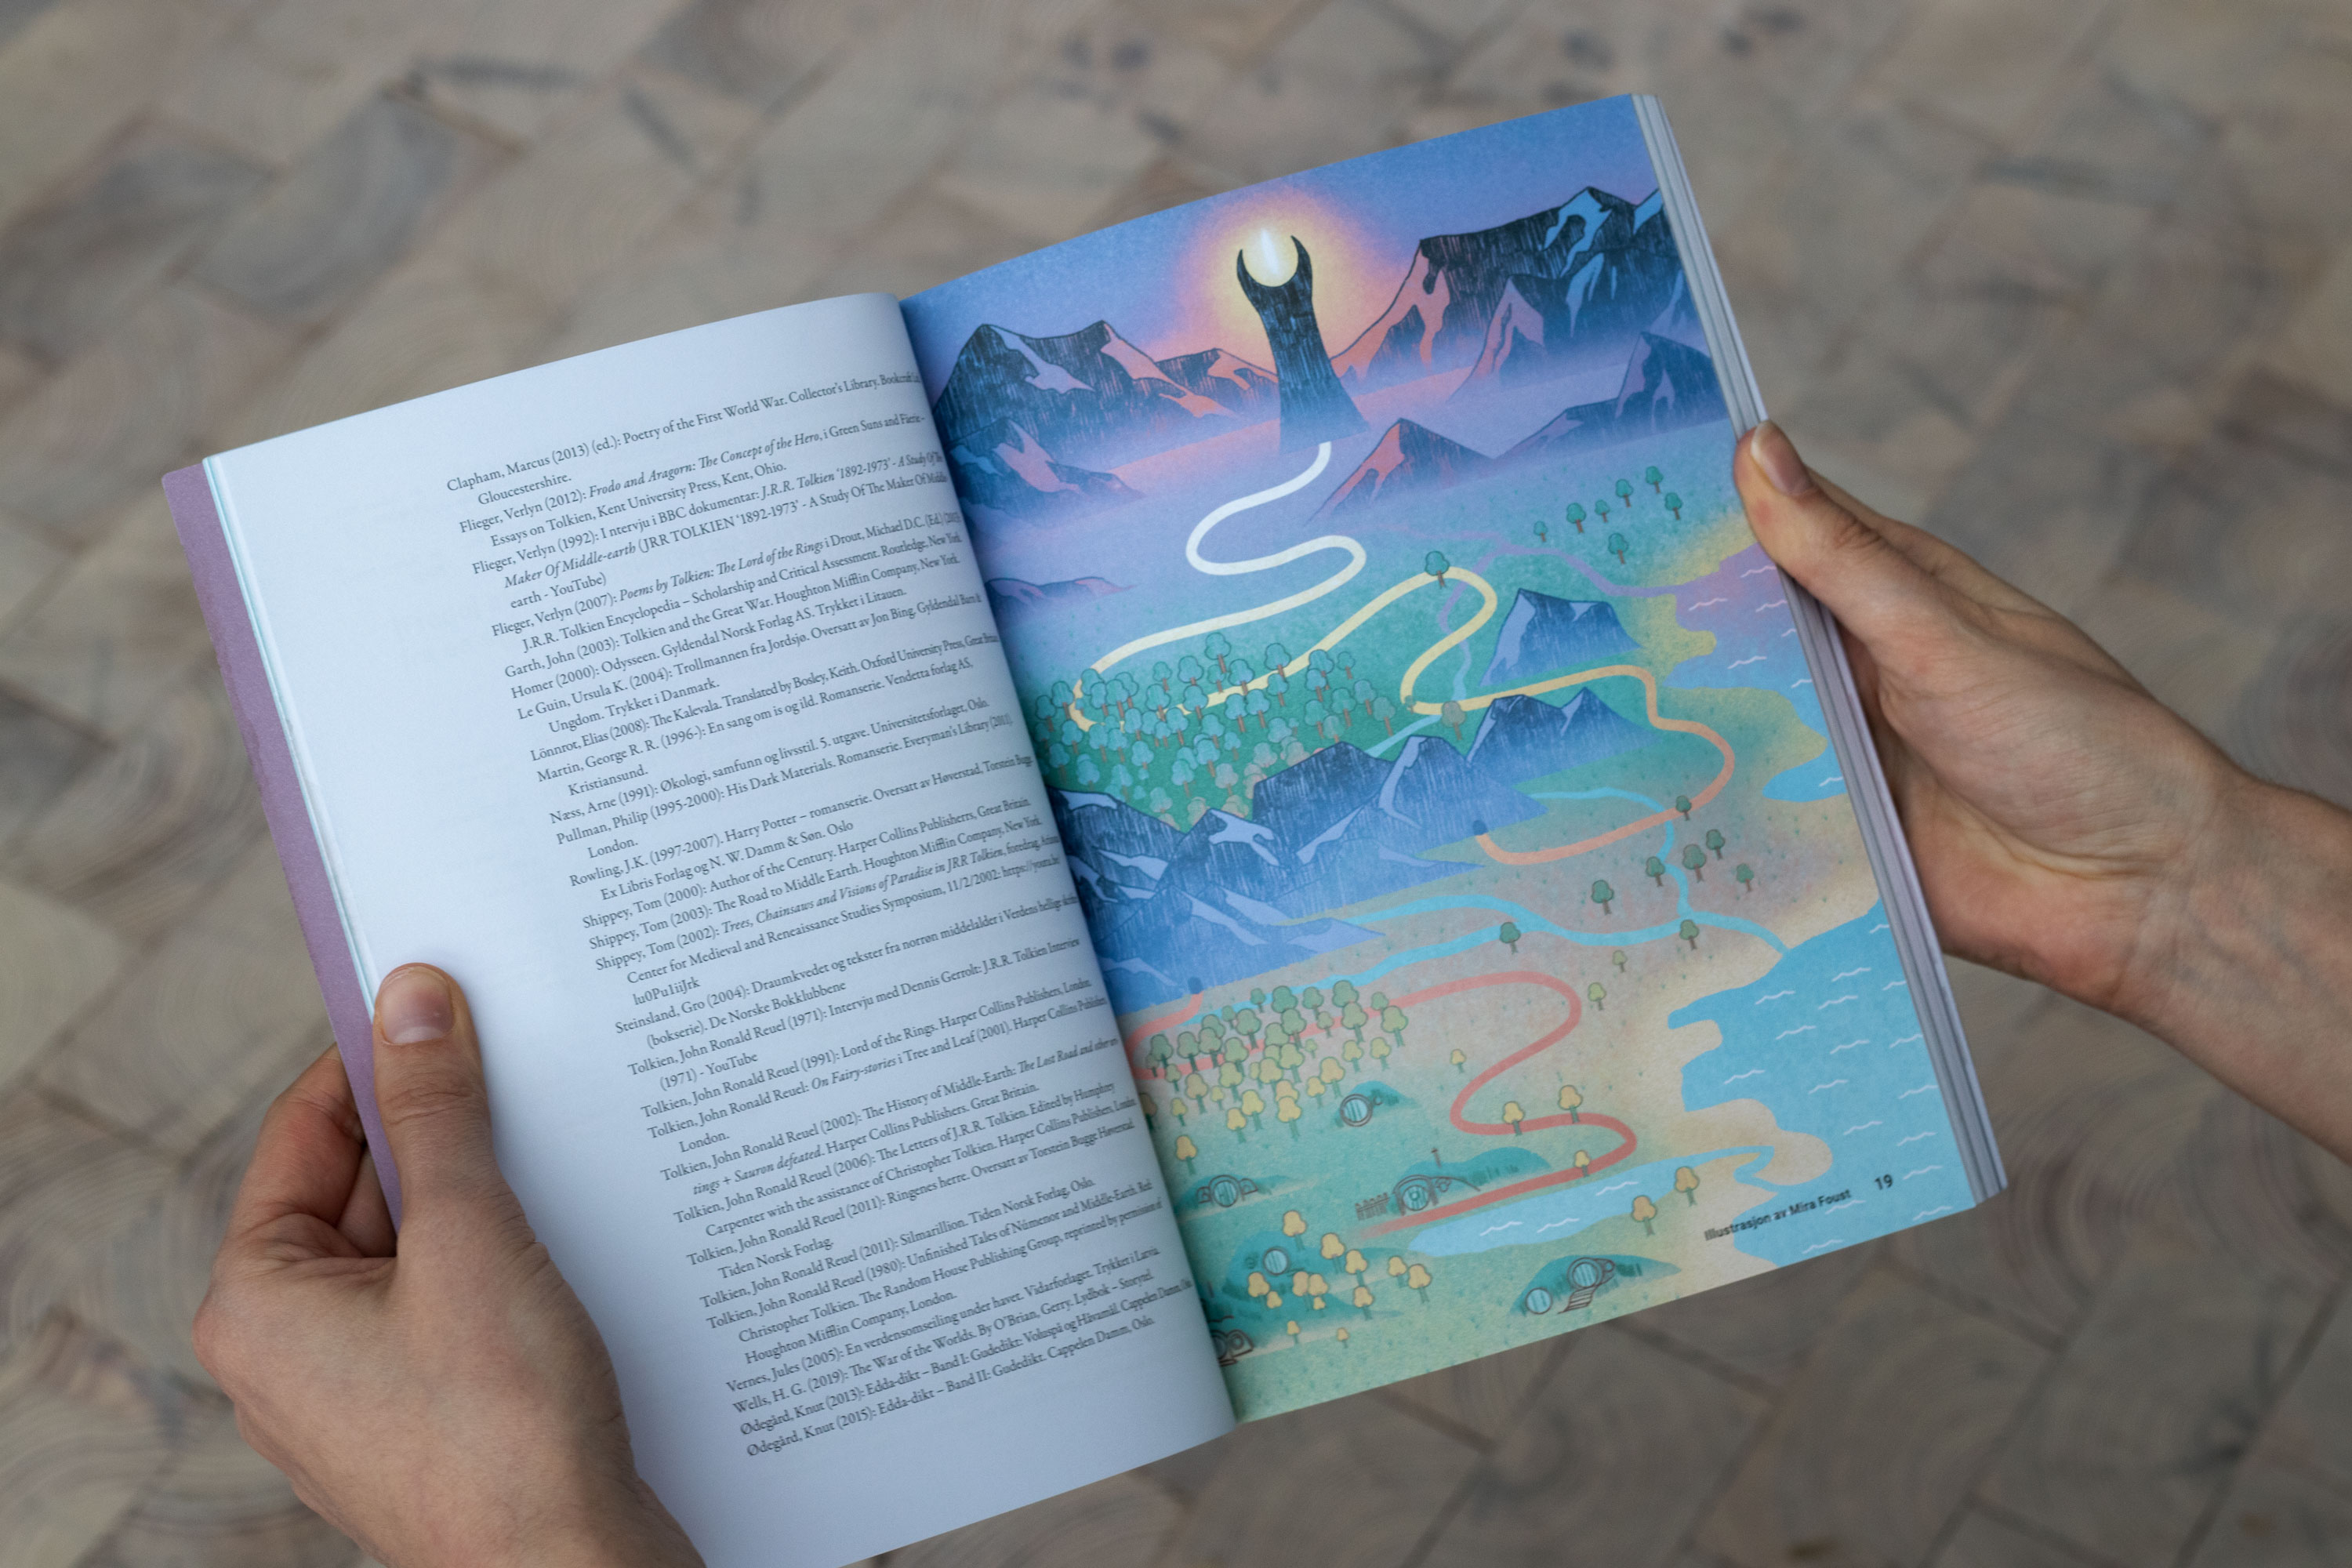 Clapham, Marcus (2013) (ed.): Poetry of the First World War. Collector's Library. Bookcraft
Gloucestershire.
Flieger, Verlyn (2012): Frodo and Aragorn: The Concept of the Hero, i Green Suns and Faërie -
Essays on Tolkien, Kent University Press, Kent, Ohio.
Flieger, Verlyn (1992): I ntervju i BBC dokumentar: J.R.R. Tolkien '1892-1973' - A Study Of The
Maker Of Middle-earth (JRR TOLKIEN '1892-1973' - A Study Of The Maker Of Middle-
earth - YouTube)
Flieger, Verlyn (2007): Poems by Tolkien: The Lord of the Rings i Drout, Michael D.C. (Ed.)
J.R.R. Tolkien Encyclopedia – Scholarship and Critical Assessment. Routledge. New York.
Garth, John (2003): Tolkien and the Great War. Houghton Mifflin Company, New York.
Homer (2000): Odysseen. Gyldendal Norsk Forlag AS. Trykket i Litauen.
Le Guin, Ursula K. (2004): Trollmannen fra Jordsjø. Oversatt av Jon Bing. Gyldendal Barn &
Ungdom. Trykket i Danmark.
Lönnrot, Elias (2008): The Kalevala. Translated by Bosley, Keith. Oxford University Press, Great
Martin, George R. R. (1996-): En sang om is og ild. Romanserie. Vendetta forlag AS,
Kristiansund.
Næss, Arne (1991): Økologi, samfunn og livsstil. 5. utgave. Universitetsforlaget, Oslo.
Pullman, Philip (1995-2000): His Dark Materials. Romanserie. Everyman's Library (2011).
London.
Rowling, J.K. (1997-2007). Harry Potter – romanserie. Oversatt av Høverstad, Torstein Bugge.
Ex Libris Forlag og N. W. Damm & Søn. Oslo
Shippey, Tom (2000): Author of the Century. Harper Collins Publisherrs, Great Britain.
Shippey, Tom (2003): The Road to Middle Earth. Houghton Mifflin Company, New York.
Shippey, Tom (2002): Trees, Chainsaws and Visions of Paradise in JRR Tolkien, foredrag,
Center for Medieval and Reneaissance Studies Symposium, 11/2/2002:
lu0Pu1iiJrk
Steinsland, Gro (2004): Draumkvedet og tekster fra norrøn middelalder i Verdens hellige
(bokserie). De Norske Bokklubbene
Tolkien, John Ronald Reuel (1971): Intervju med Dennis Gerrolt: J.R.R. Tolkien Interview
(1971) - YouTube
Tolkien, John Ronald Reuel (1991): Lord of the Rings. Harper Collins Publishers, London.
Tolkien, John Ronald Reuel: On Fairy-stories i Tree and Leaf (2001). Harper Collins Publishers,
London.
Tolkien, John Ronald Reuel (2002): The History of Middle-Earth: The Lost Road and other
tings + Sauron defeated. Harper Collins Publishers. Great Britain.
Tolkien, John Ronald Reuel (2006): The Letters of J.R.R. Tolkien. Edited by Humphrey
Carpenter with the assistance of Christopher Tolkien. Harper Collins Publishers, London
Tolkien, John Ronald Reuel (2011): Ringenes herre. Oversatt av Torstein Bugge Høverstad.
Tiden Norsk Forlag.
Tolkien, John Ronald Reuel (2011): Silmarillion. Tiden Norsk Forlag, Oslo.
Tolkien, John Ronald Reuel (1980): Unfinished Tales of Númenor and Middle-Earth. Red:
Christopher Tolkien. The Random House Publishing Group, reprinted by permission of
Houghton Mifflin Company, London.
Vernes, Jules (2005): En verdensomseiling under havet. Vidarforlaget. Trykket i Larvia.
Wells, H. G. (2019): The War of the Worlds. By O'Brian, Gerry. Lydbok – Storytel.
Ødegård, Knut (2013): Edda-dikt – Band I: Gudedikt: Voluspå og Håvamål. Cappelen Damm,
Ødegård, Knut (2015): Edda-dikt – Band II: Gudedikt. Cappelen Damm, Oslo.
Illustrasjon av Mira Foust 19